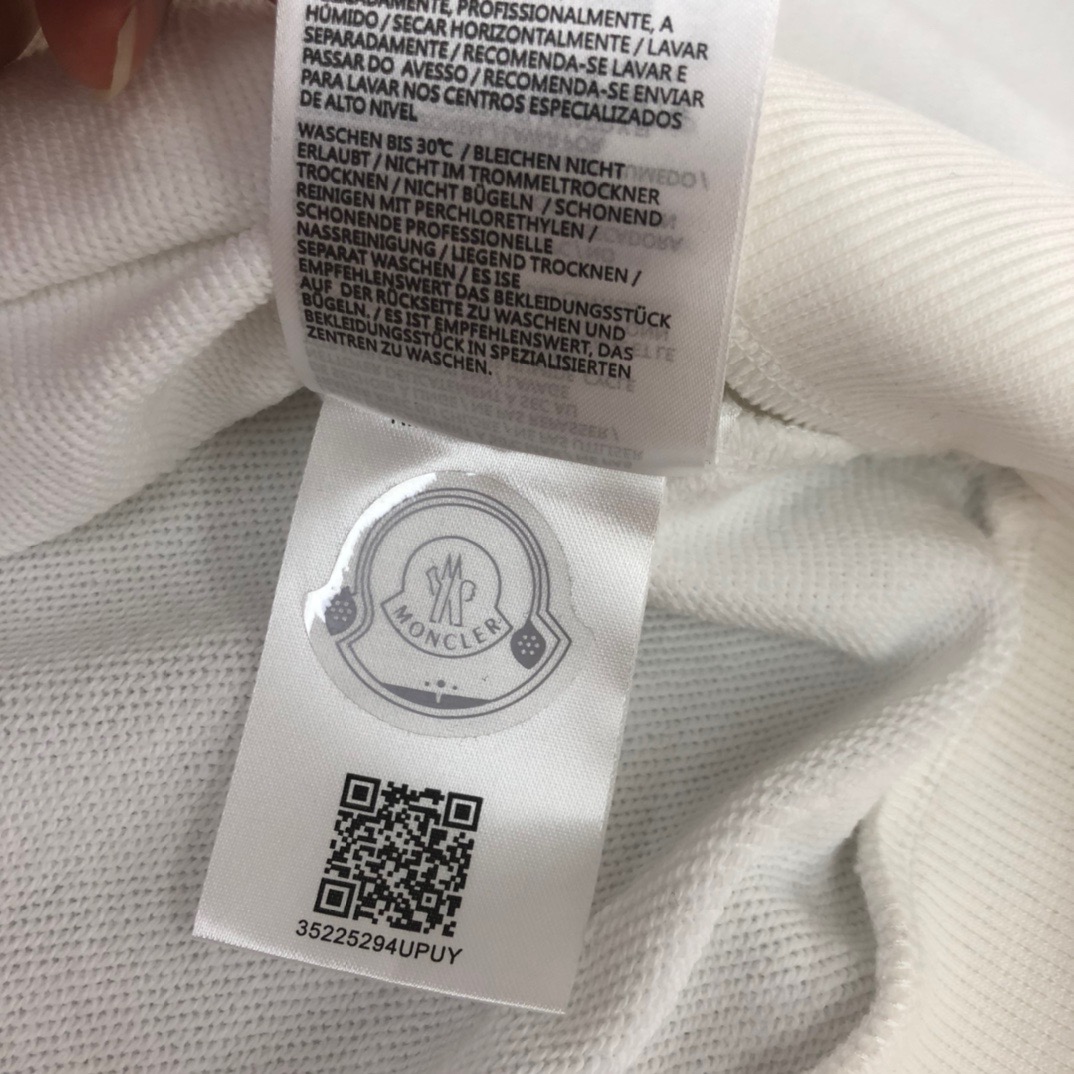 PROFISSIONALMENTE, A
HÚMIDO / SECAR HORIZONTALMENTE / LAVAR
SEPARADAMENTE / RECOMENDA-SE LAVAR E
PASSAR DO AVESSO / RECOMENDA-SE ENVIAR
PARA LAVAR NOS CENTROS ESPECIALIZADOS
DE ALTO NIVEL
WASCHEN BIS 30℃ / BLEICHEN NICHT
ERLAUBT / NICHT IM TROMMELTROCKNER
TROCKNEN / NICHT BÜGELN / SCHONEND
REINIGEN MIT PERCHLORETHYLEN /
SCHONENDE PROFESSIONELLE
NASSREINIGUNG / LIEGEND TROCKNEN /
SEPARAT WASCHEN / ES ISE
EMPFEHLENSWERT DAS BEKLEIDUNGSSTÜCK
AUF DER RÜCKSEITE ZU WASCHEN UND
BÜGELN. / ES IST EMPFEHLENSWERT, DAS
BEKLEIDUNGSSTÜCK IN SPEZIALISIERTEN
ZENTREN ZU WASCHEN.
MONCLER
35225294UPUY